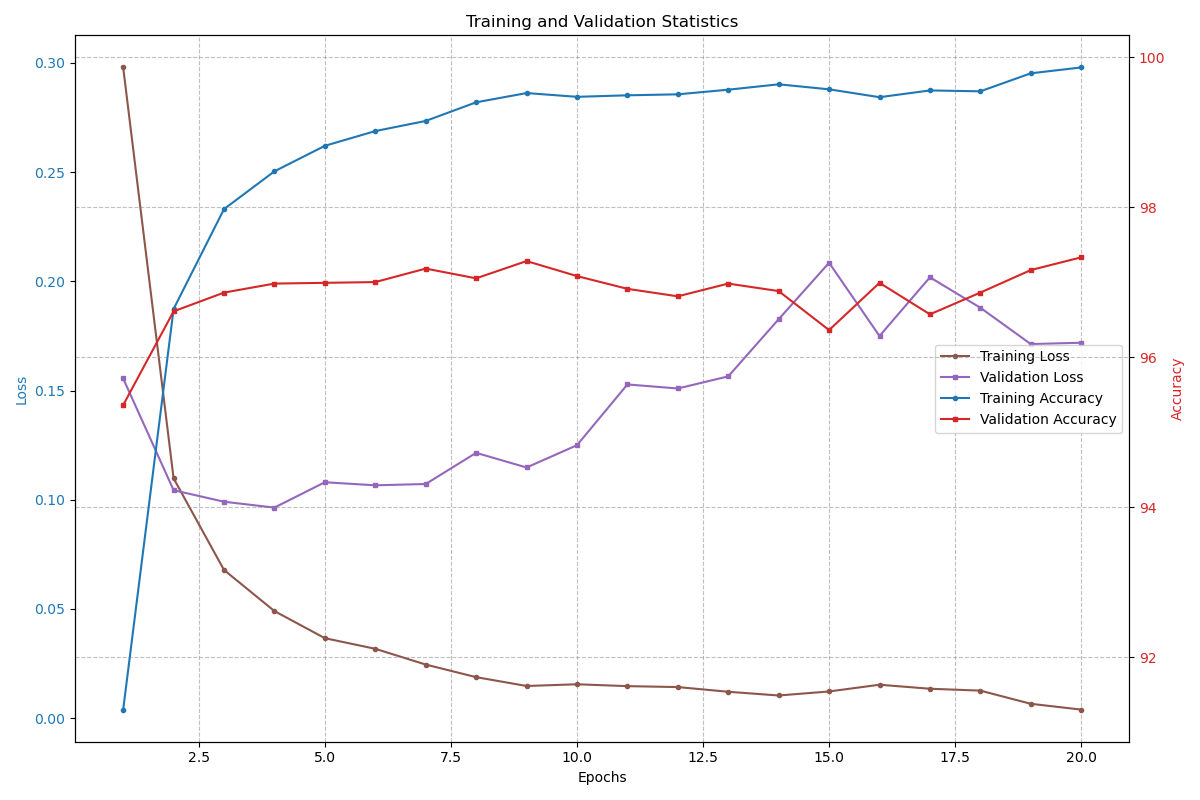 Training and Validation Statistics
0.30
0.25
0.20
0.15
0.10
0.05
0.00
Loss
100
98
96
94
92
Accuracy
Training Loss
Validation Loss
Training Accuracy
Validation Accuracy
2.5 5.0 7.5 10.0 12.5 15.0 17.5 20.0
Epochs